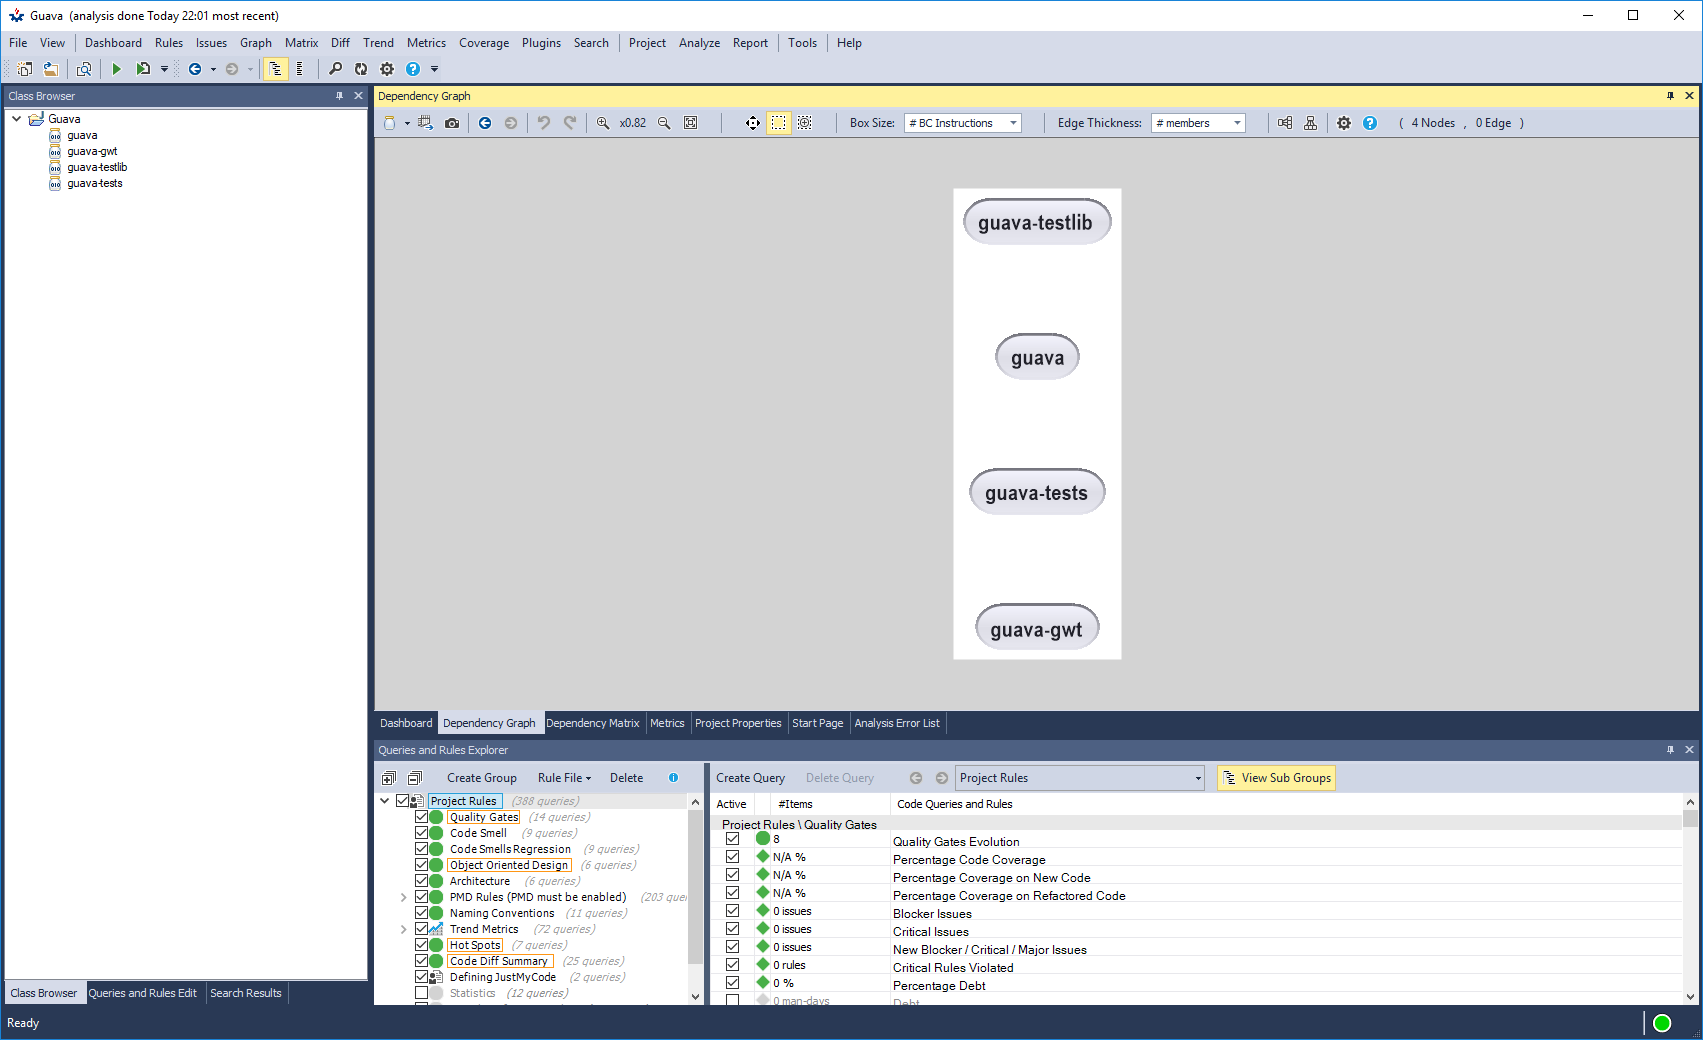 Guava  (analysis done Today 22:01 most recent)
File View Dashboard Rules Issues Graph Matrix Diff Trend Metrics Coverage Plugins Search Project Analyze Report Tools Help
Class Browser
Guava
guava
guava-gwt
guava-testlib
guava-tests
Dependency Graph
x0.82 Box Size: # BC Instructions Edge Thickness: # members ( 4 Nodes , 0 Edge )
guava-testlib
guava
guava-tests
guava-gwt
Dashboard Dependency Graph Dependency Matrix Metrics Project Properties Start Page Analysis Error List
Queries and Rules Explorer
Create Group Rule File Delete
Project Rules (388 queries)
Quality Gates (14 queries)
Code Smell (9 queries)
Code Smells Regression (9 queries)
Object Oriented Design (6 queries)
Architecture (6 queries)
PMD Rules (PMD must be enabled) (203 quer
Naming Conventions (11 queries)
Trend Metrics (72 queries)
Hot Spots (7 queries)
Code Diff Summary (25 queries)
Defining JustMyCode (2 queries)
Statistics (12 queries)
Create Query Delete Query Project Rules View Sub Groups
Active #Items Code Queries and Rules
Project Rules \ Quality Gates
8 Quality Gates Evolution
N/A % Percentage Code Coverage
N/A % Percentage Coverage on New Code
N/A % Percentage Coverage on Refactored Code
0 issues Blocker Issues
0 issues Critical Issues
0 issues New Blocker / Critical / Major Issues
0 rules Critical Rules Violated
0 % Percentage Debt
0 man-days Debt
Class Browser Queries and Rules Edit Search Results
Ready